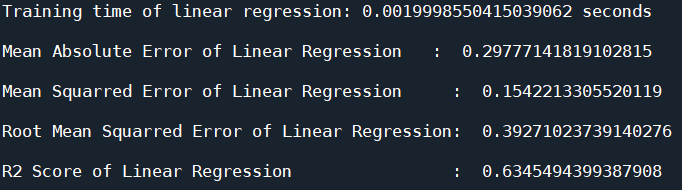 Training time of linear regression: 0.0019998550415039062 seconds
Mean Absolute Error of Linear Regression : 0.29777141819102815
Mean Squarred Error of Linear Regression : 0.1542213305520119
Root Mean Squarred Error of Linear Regression: 0.39271023739140276
R2 Score of Linear Regression : 0.6345494399387908